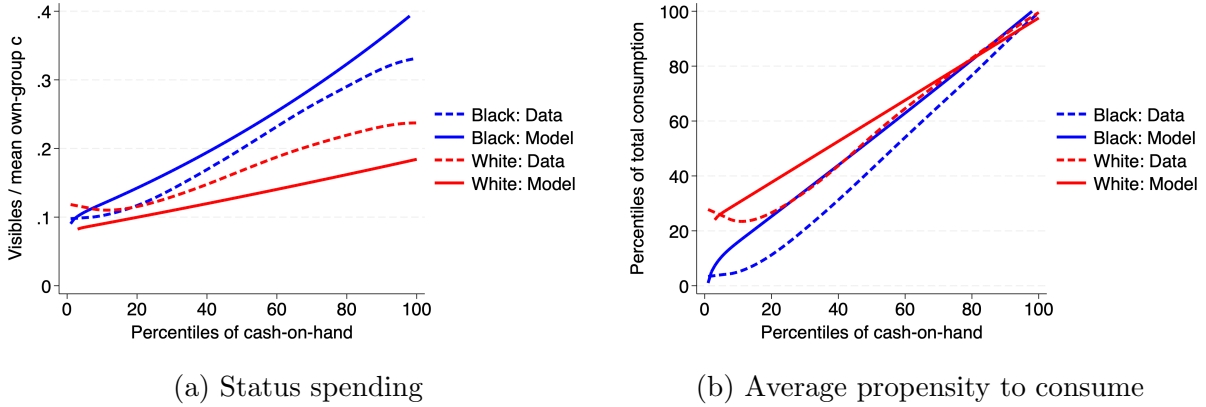 Visibles / mean own-group c
.4
.3
.2
.1
0
0
20
40
60
80
100
Percentiles of cash-on-hand
Black: Data
Black: Model
White: Data
White: Model
(a) Status spending
Percentiles of total consumption
100
80
60
40
20
0
0
20
40
60
80
100
Percentiles of cash-on-hand
Black: Data
Black: Model
White: Data
White: Model
(b) Average propensity to consume